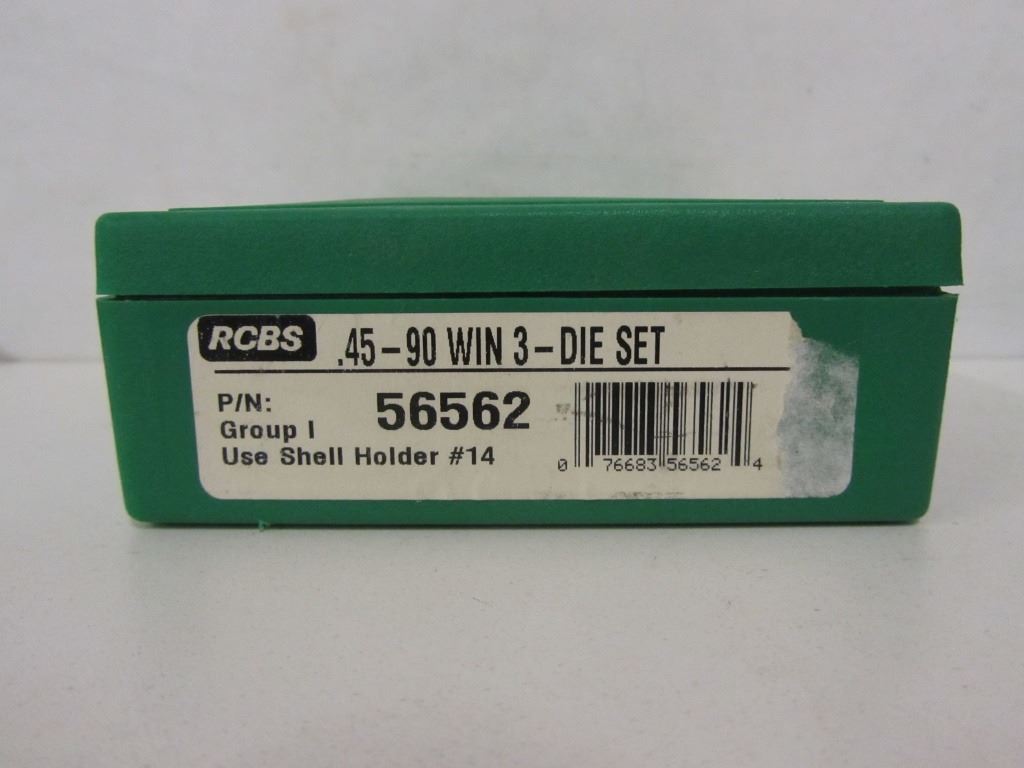 RCBS .45-90 WIN 3-DIE SET
P/N: 56562
Group I
Use Shell Holder #14
0 76683 56562 4